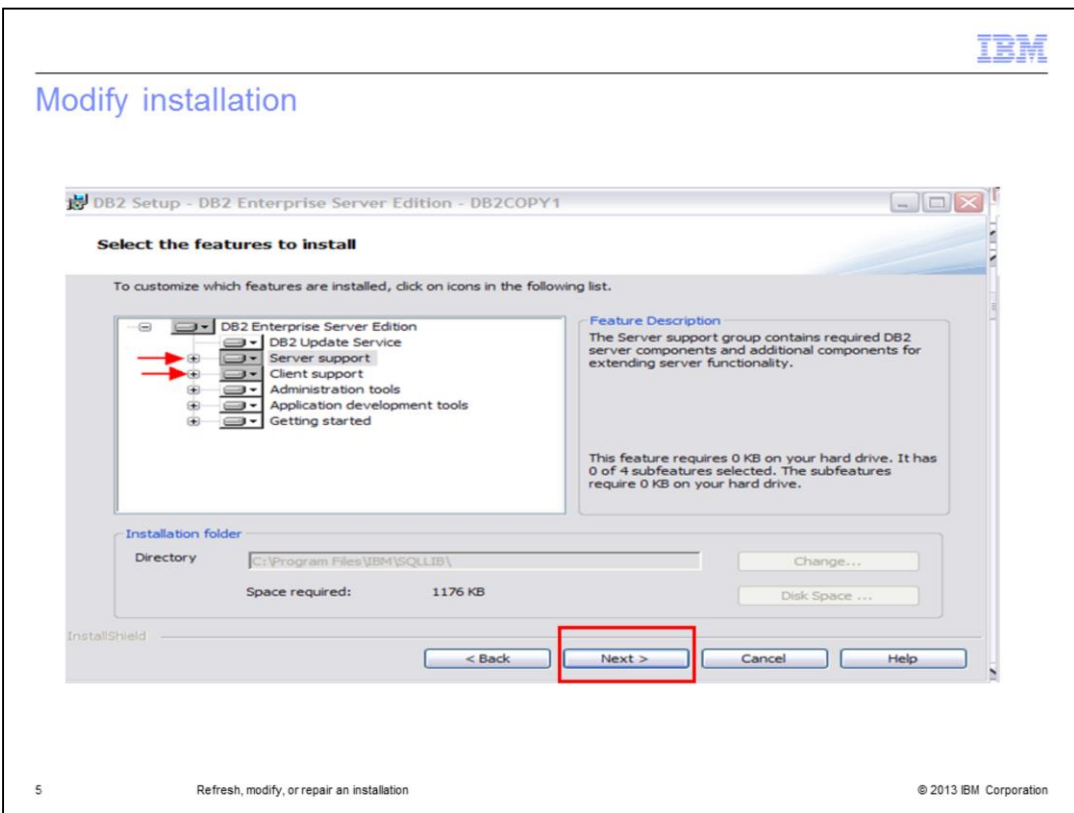 IBM
Modify installation
DB2 Setup - DB2 Enterprise Server Edition - DB2COPY1
Select the features to install
To customize which features are installed, click on icons in the following list.
DB2 Enterprise Server Edition
DB2 Update Service
Server support
Client support
Administration tools
Application development tools
Getting started
Feature Description
The Server support group contains required DB2
server components and additional components for
extending server functionality.
This feature requires 0 KB on your hard drive. It has
0 of 4 subfeatures selected. The subfeatures
require 0 KB on your hard drive.
Installation folder
Directory
C:\Program Files\IBM\SQLLIB\
Change...
Space required: 1176 KB
Disk Space ...
InstallShield
< Back
Next >
Cancel
Help
5 Refresh, modify, or repair an installation © 2013 IBM Corporation